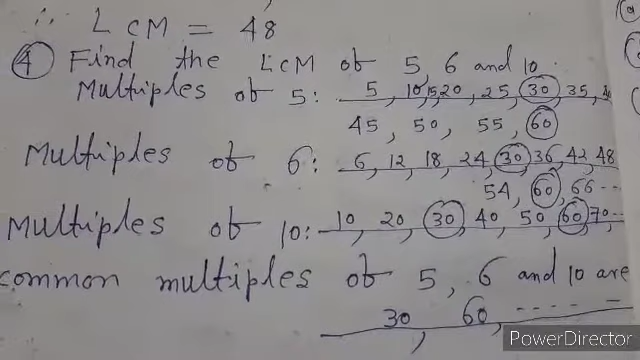 ∴ LCM = 48
④ Find the LCM of 5, 6 and 10.
Multiples of 5: 5, 10, 15, 20, 25, 30, 35, 40
45, 50, 55, 60
Multiples of 6: 6, 12, 18, 24, 30, 36, 42, 48
54, 60, 66 ...
Multiples of 10: 10, 20, 30, 40, 50, 60, 70, ...
common multiples of 5, 6 and 10 are
30, 60, ......
PowerDirector